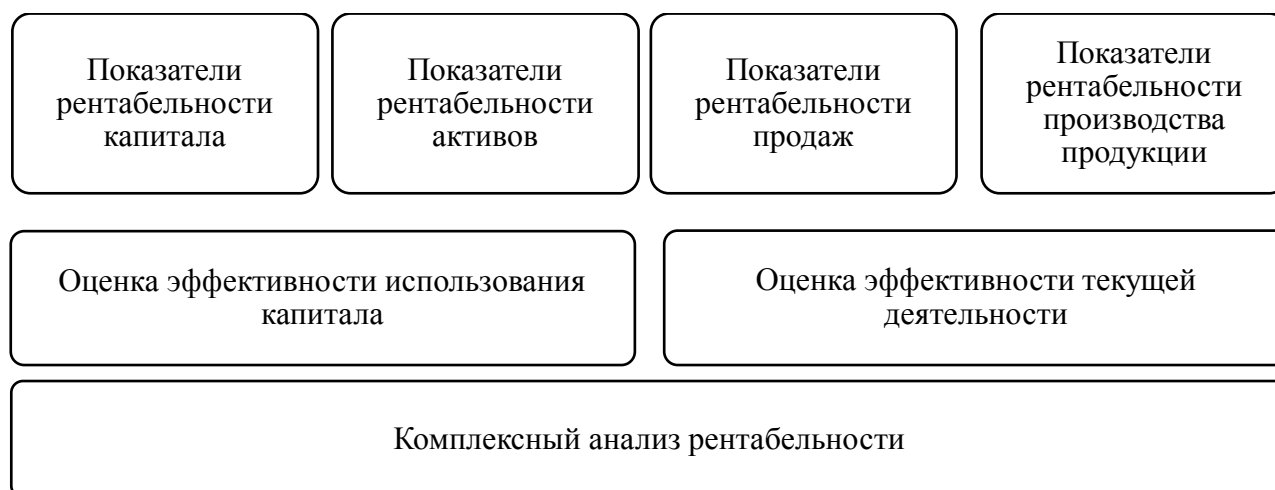 Показатели
рентабельности
капитала
Показатели
рентабельности
активов
Показатели
рентабельности
продаж
Показатели
рентабельности
производства
продукции
Оценка эффективности использования
капитала
Оценка эффективности текущей
деятельности
Комплексный анализ рентабельности